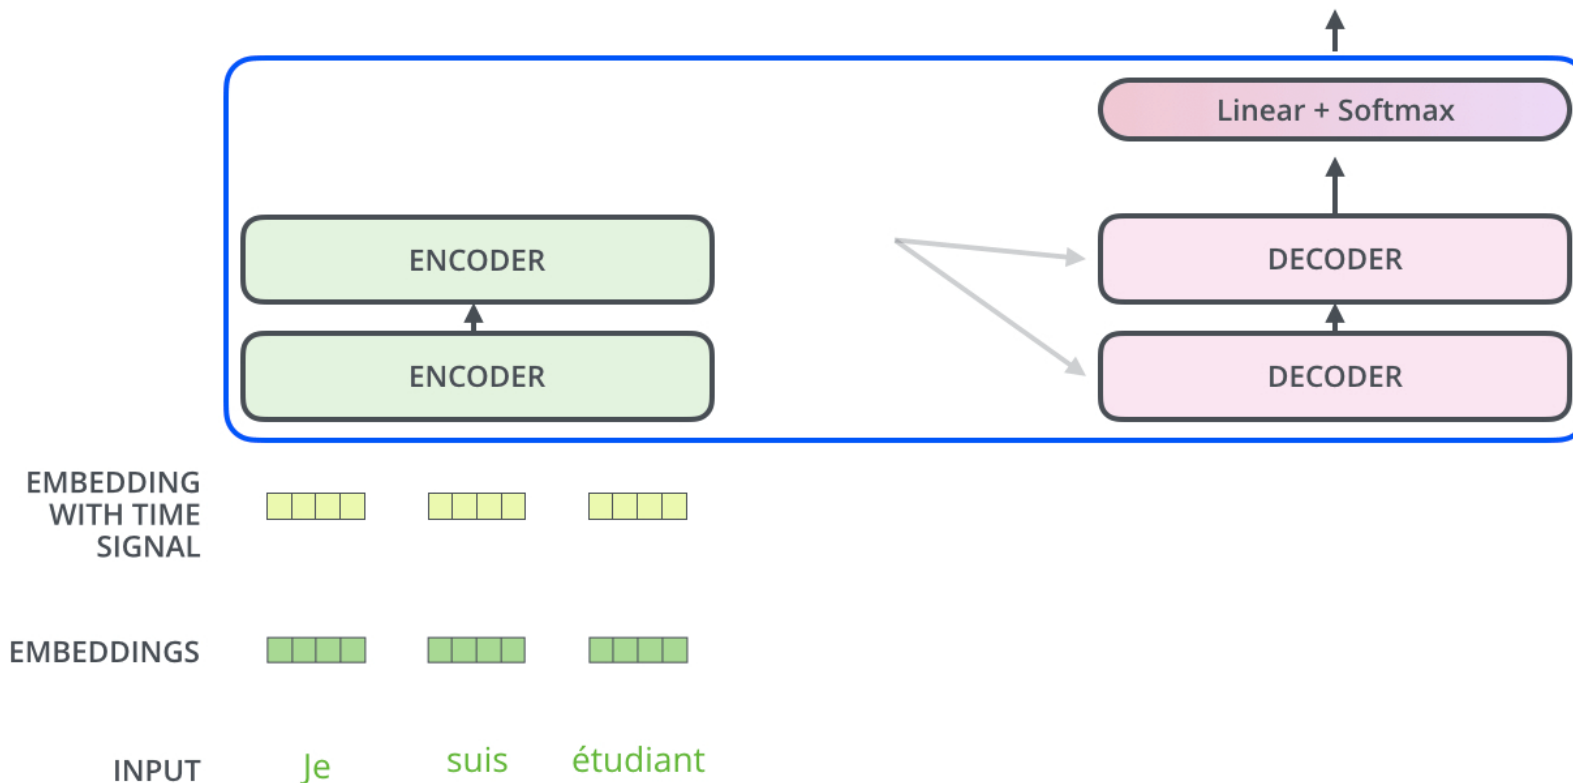 Linear + Softmax
ENCODER
DECODER
ENCODER
DECODER
EMBEDDING
WITH TIME
SIGNAL
EMBEDDINGS
INPUT
Je
suis
étudiant